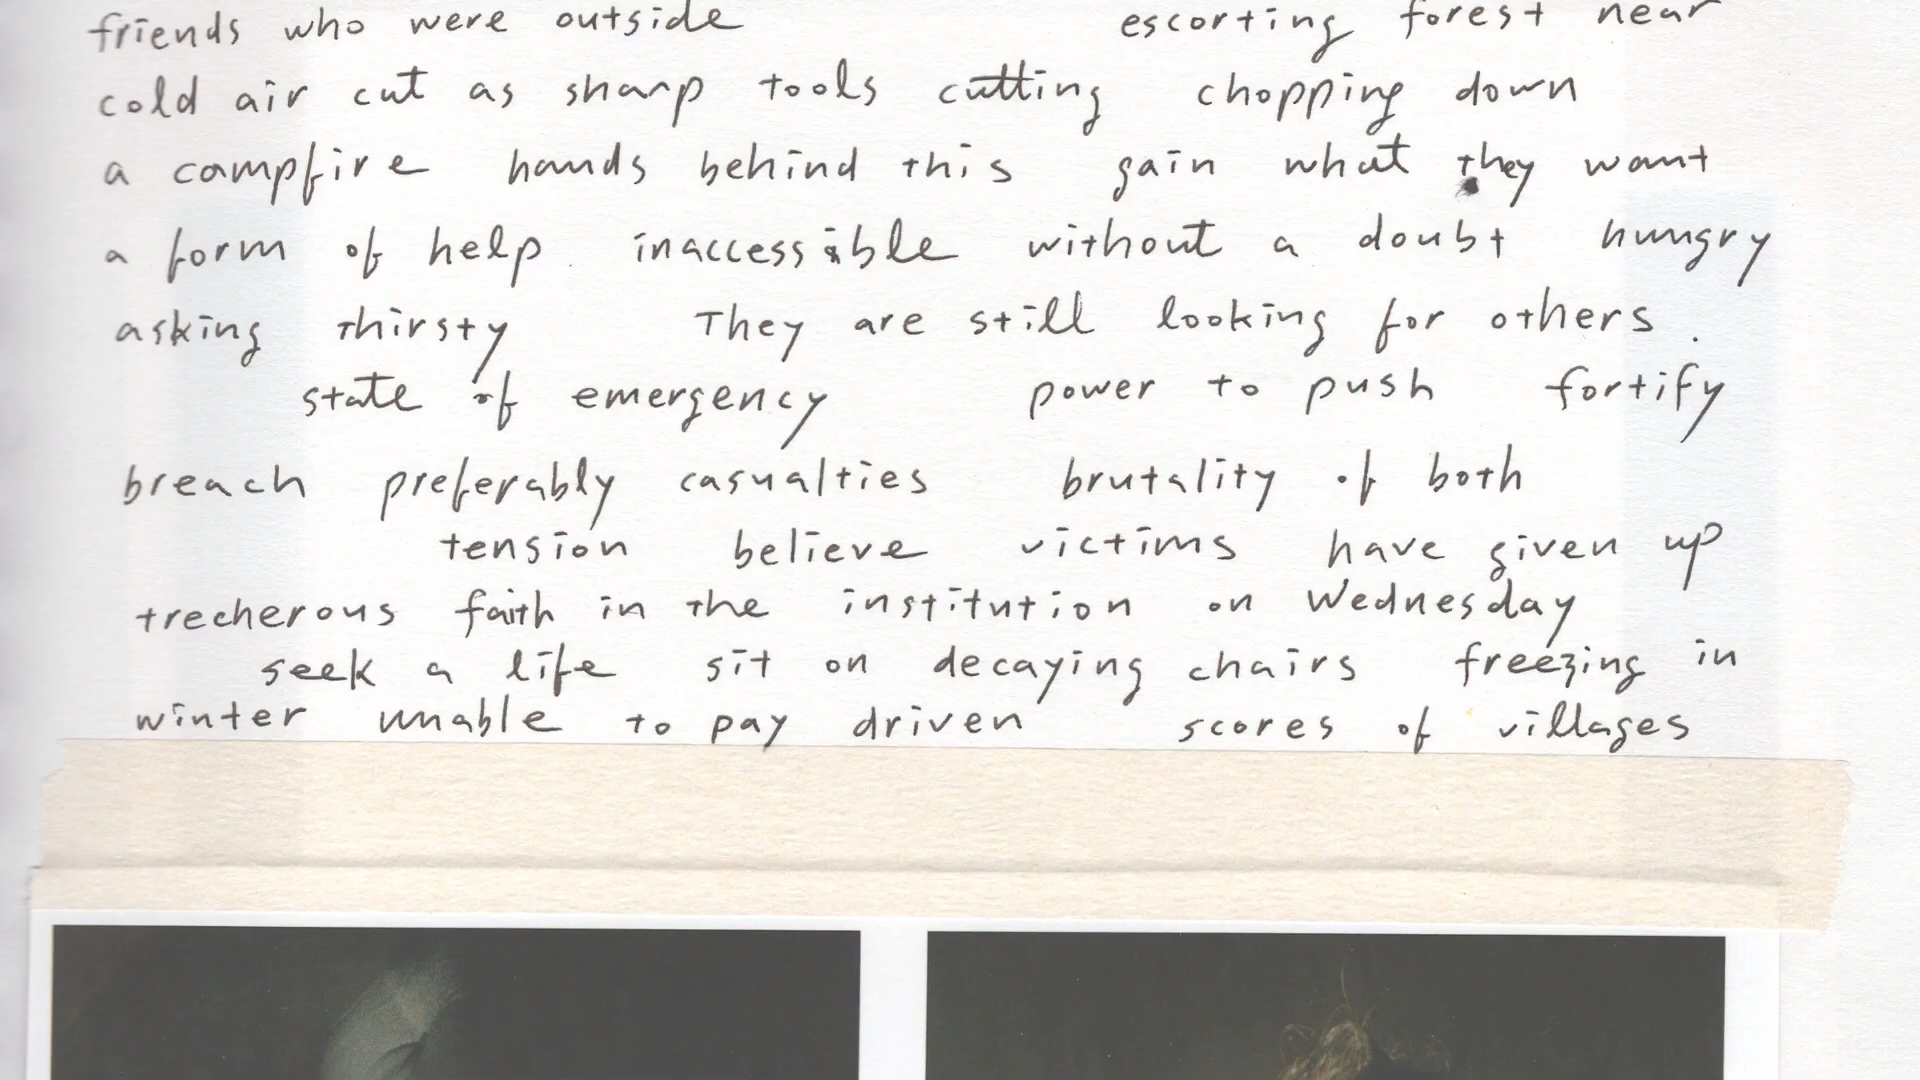 friends who were outside escorting forest near
cold air cut as sharp tools cutting chopping down
a campfire hands behind this gain what they want
a form of help inaccessible without a doubt hungry
asking thirsty They are still looking for others.
state of emergency power to push fortify
breach preferably casualties brutality of both
tension believe victims have given up
trecherous faith in the institution on Wednesday
seek a life sit on decaying chairs freezing in
winter unable to pay driven scores of villages